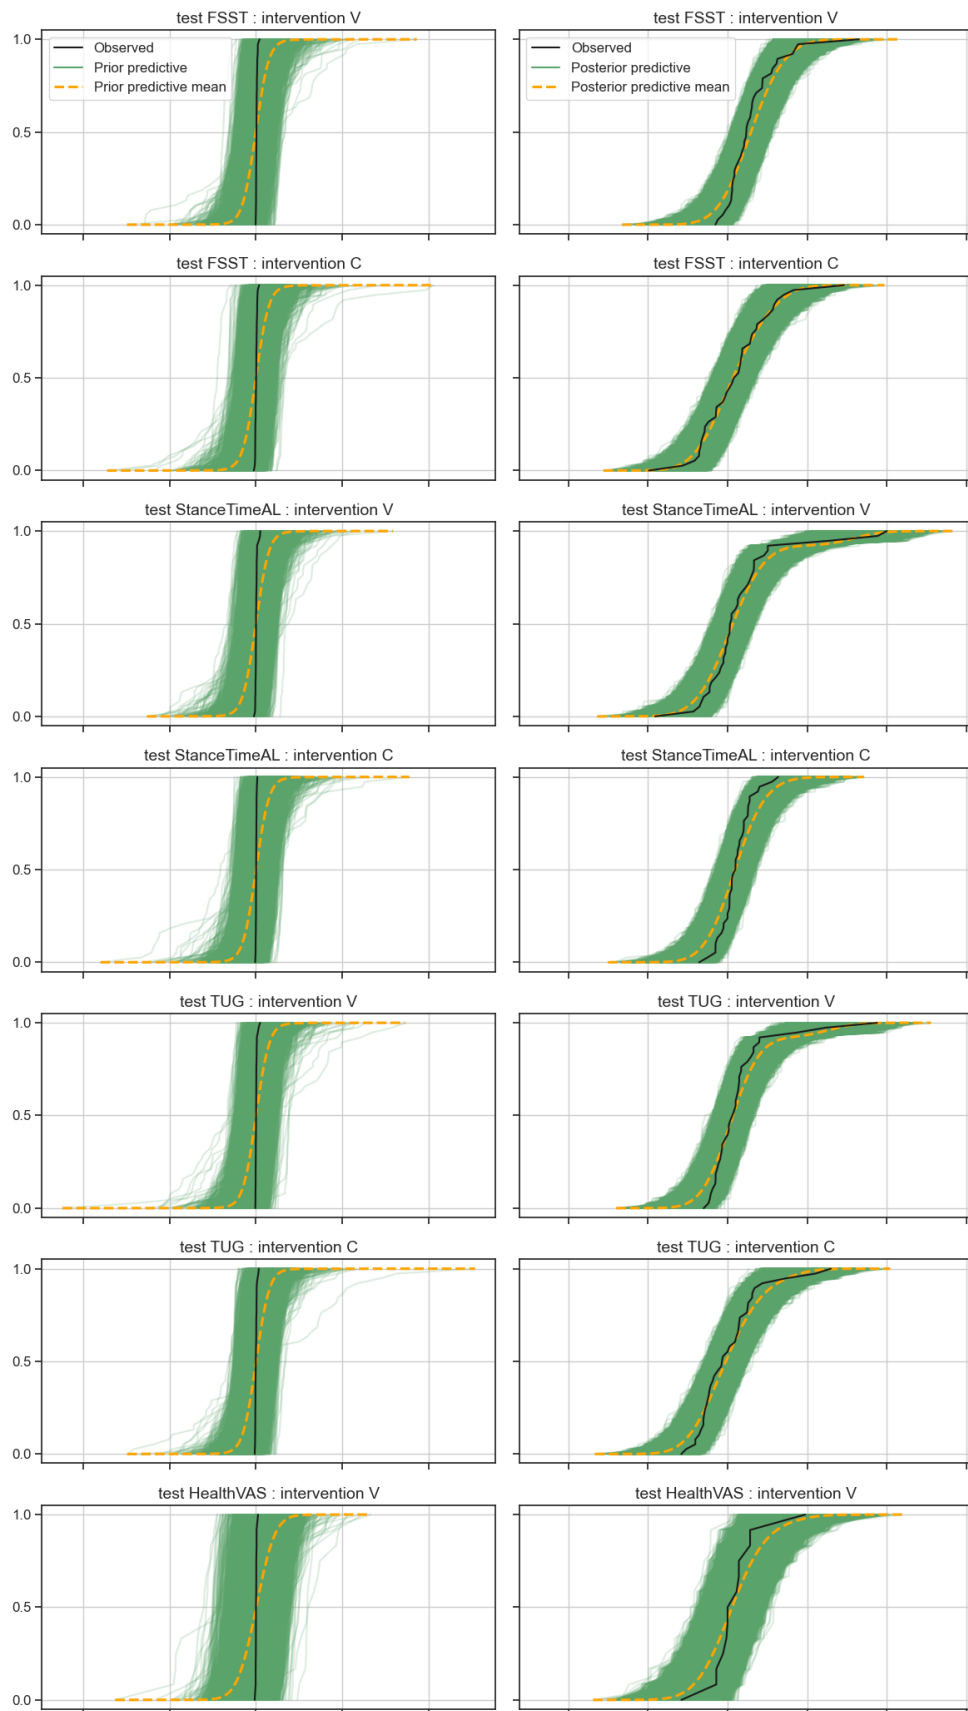 test FSST : intervention V
1.0
0.5
0.0
Observed
Prior predictive
Prior predictive mean
test FSST : intervention V
Observed
Posterior predictive
Posterior predictive mean
test FSST : intervention C
1.0
0.5
0.0
test FSST : intervention C
test StanceTimeAL : intervention V
1.0
0.5
0.0
test StanceTimeAL : intervention V
test StanceTimeAL : intervention C
1.0
0.5
0.0
test StanceTimeAL : intervention C
test TUG : intervention V
1.0
0.5
0.0
test TUG : intervention V
test TUG : intervention C
1.0
0.5
0.0
test TUG : intervention C
test HealthVAS : intervention V
1.0
0.5
0.0
test HealthVAS : intervention V